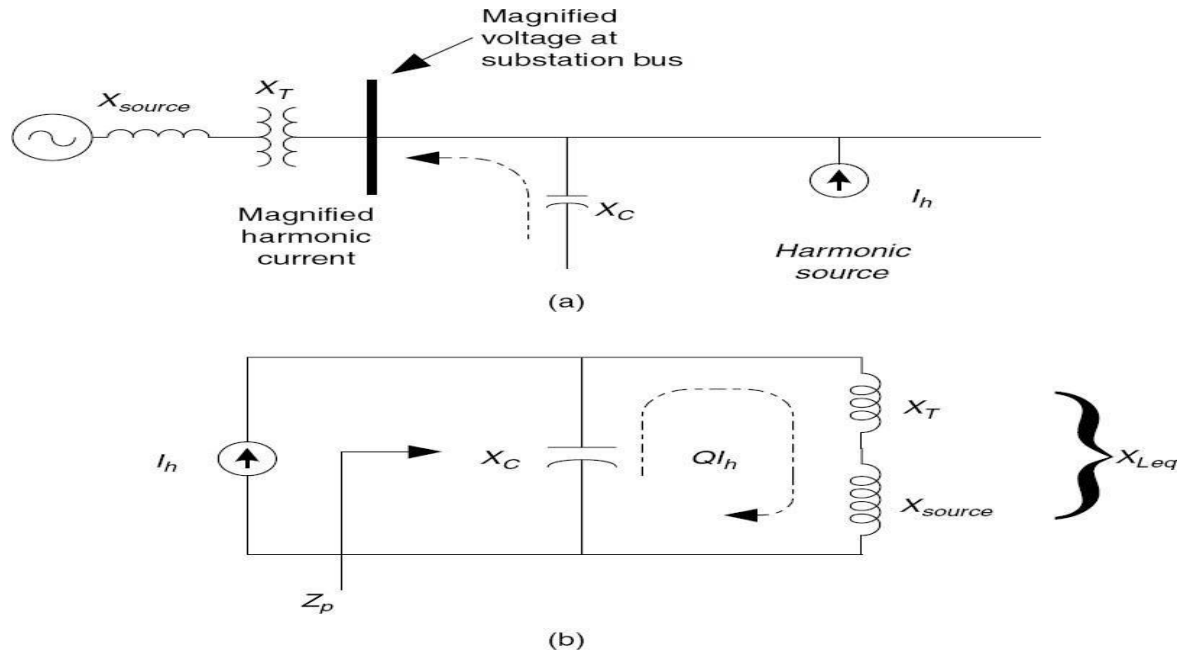 Magnified
voltage at
substation bus
X_source
X_T
Magnified
harmonic
current
X_C
I_h
Harmonic
source
(a)
I_h
X_C
QI_h
X_T
X_source
X_Leq
Z_p
(b)